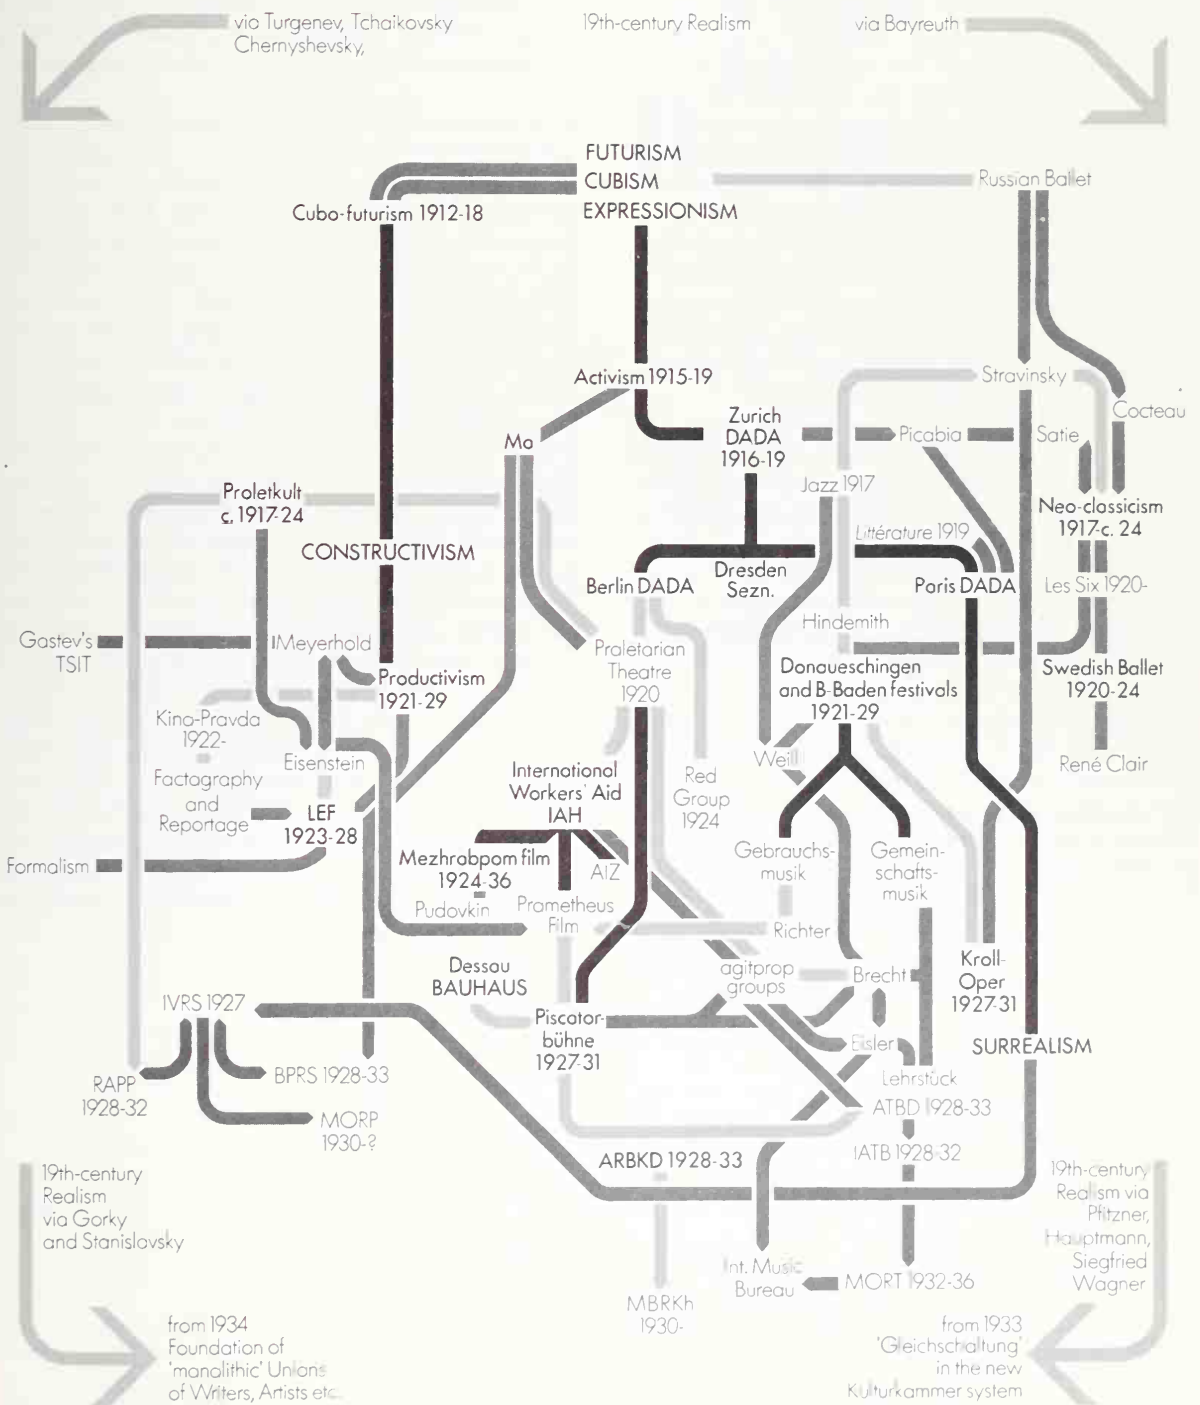 via Turgenev, Tchaikovsky
Chernyshevsky,
19th-century Realism
via Bayreuth
FUTURISM
CUBISM
EXPRESSIONISM
Russian Ballet
Cubo-futurism 1912-18
Activism 1915-19
Stravinsky
Cocteau
Zurich
DADA
1916-19
Ma
Picabia
Satie
Jazz 1917
Proletkult
c. 1917-24
Neo-classicism
1917-c. 24
Littérature 1919
CONSTRUCTIVISM
Berlin DADA
Dresden
Sezn.
Paris DADA
Les Six 1920-
Hindemith
Gastev's
TSIT
Meyerhold
Proletarian
Theatre
1920
Donaueschingen
and B-Baden festivals
1921-29
Swedish Ballet
1920-24
Productivism
1921-29
Kino-Pravda
1922-
Eisenstein
Weill
René Clair
Factography
and
Reportage
International
Workers' Aid
IAH
Red
Group
1924
LEF
1923-28
Formalism
Mezhrabpom film
1924-36
AIZ
Gebrauchs-
musik
Gemein-
schafts-
musik
Pudovkin
Prometheus
Film
Richter
Dessau
BAUHAUS
agitprop
groups
Brecht
Kroll-
Oper
1927-31
IVRS 1927
Piscator-
bühne
1927-31
Eisler
SURREALISM
RAPP
1928-32
BPRS 1928-33
Lehrstück
MORP
1930-?
ATBD 1928-33
ARBKD 1928-33
IATB 1928-32
19th-century
Realism
via Gorky
and Stanislavsky
19th-century
Realism via
Pfitzner,
Hauptmann,
Siegfried
Wagner
Int. Music
Bureau
MORT 1932-36
MBRKh
1930-
from 1934
Foundation of
'manolithic' Unions
of Writers, Artists etc.
from 1933
'Gleichschaltung'
in the new
Kulturkammer system